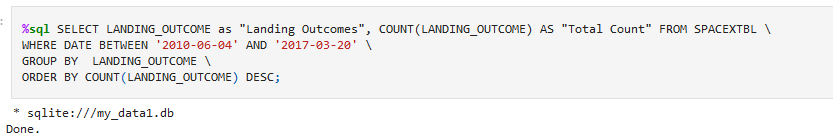 %sql SELECT LANDING_OUTCOME as "Landing Outcomes", COUNT(LANDING_OUTCOME) AS "Total Count" FROM SPACEXTBL \
WHERE DATE BETWEEN '2010-06-04' AND '2017-03-20' \
GROUP BY  LANDING_OUTCOME \
ORDER BY COUNT(LANDING_OUTCOME) DESC;
* sqlite:///my_data1.db
Done.